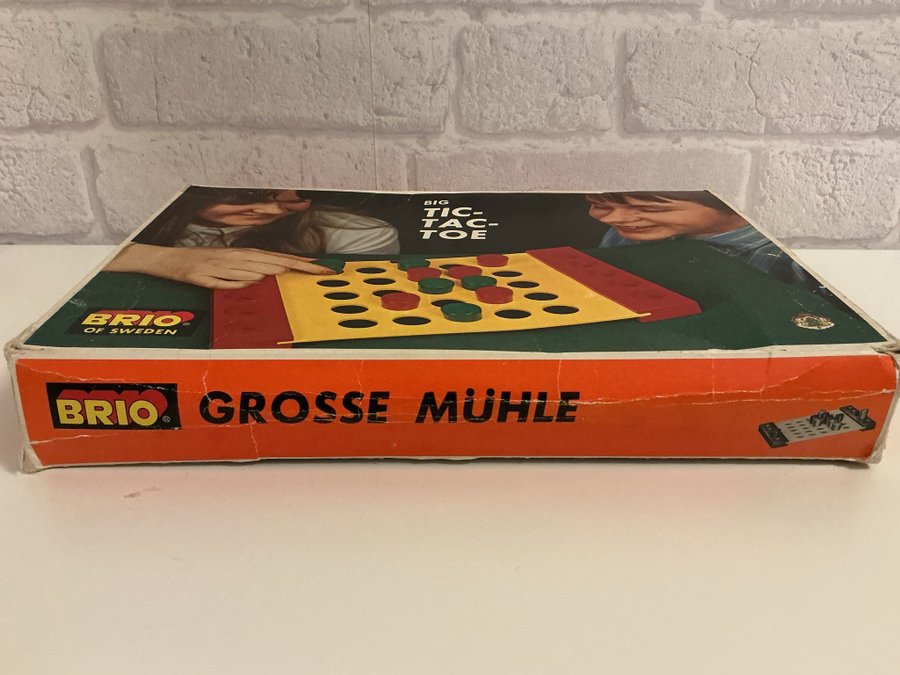 BIG
TIC-
TAC-
TOE
BRIO®
OF SWEDEN
BRIO®
GROSSE MÜHLE